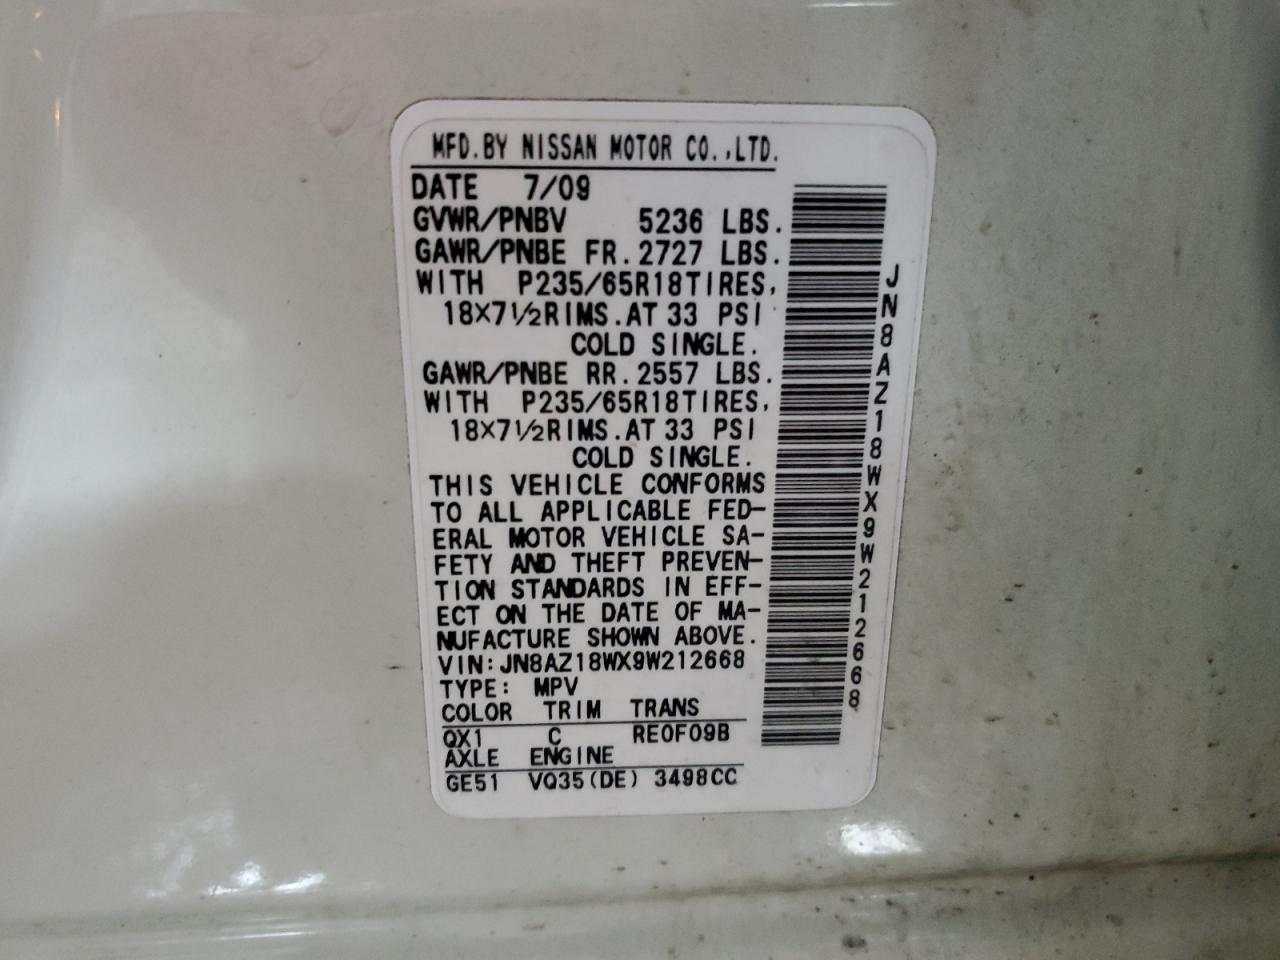 MFD.BY NISSAN MOTOR CO.,LTD.
DATE 7/09
GVWR/PNBV 5236 LBS.
GAWR/PNBE FR.2727 LBS.
WITH P235/65R18TIRES,
18×7½RIMS.AT 33 PSI
COLD SINGLE.
GAWR/PNBE RR.2557 LBS.
WITH P235/65R18TIRES,
18×7½RIMS.AT 33 PSI
COLD SINGLE.
THIS VEHICLE CONFORMS
TO ALL APPLICABLE FED-
ERAL MOTOR VEHICLE SA-
FETY AND THEFT PREVEN-
TION STANDARDS IN EFF-
ECT ON THE DATE OF MA-
NUFACTURE SHOWN ABOVE.
VIN:JN8AZ18WX9W212668
TYPE: MPV
COLOR TRIM TRANS
QX1 C RE0F09B
AXLE ENGINE
GE51 VQ35(DE) 3498CC
JN8AZ18WX9W212668